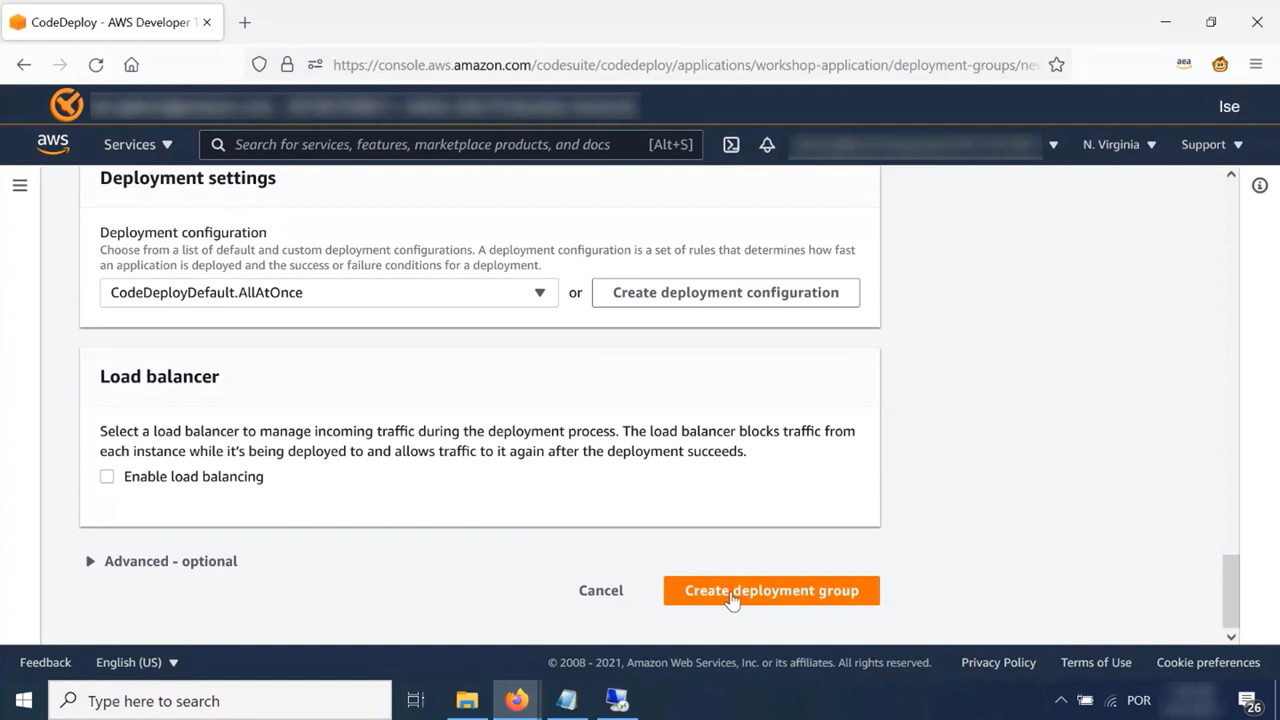 CodeDeploy - AWS Developer T
https://console.aws.amazon.com/codesuite/codedeploy/applications/workshop-application/deployment-groups/new
aea
Ise
aws
Services
Search for services, features, marketplace products, and docs
[Alt+S]
N. Virginia
Support
Deployment settings
Deployment configuration
Choose from a list of default and custom deployment configurations. A deployment configuration is a set of rules that determines how fast
an application is deployed and the success or failure conditions for a deployment.
CodeDeployDefault.AllAtOnce
or
Create deployment configuration
Load balancer
Select a load balancer to manage incoming traffic during the deployment process. The load balancer blocks traffic from
each instance while it's being deployed to and allows traffic to it again after the deployment succeeds.
Enable load balancing
Advanced - optional
Cancel
Create deployment group
Feedback
English (US)
© 2008 - 2021, Amazon Web Services, Inc. or its affiliates. All rights reserved.
Privacy Policy
Terms of Use
Cookie preferences
Type here to search
POR
26